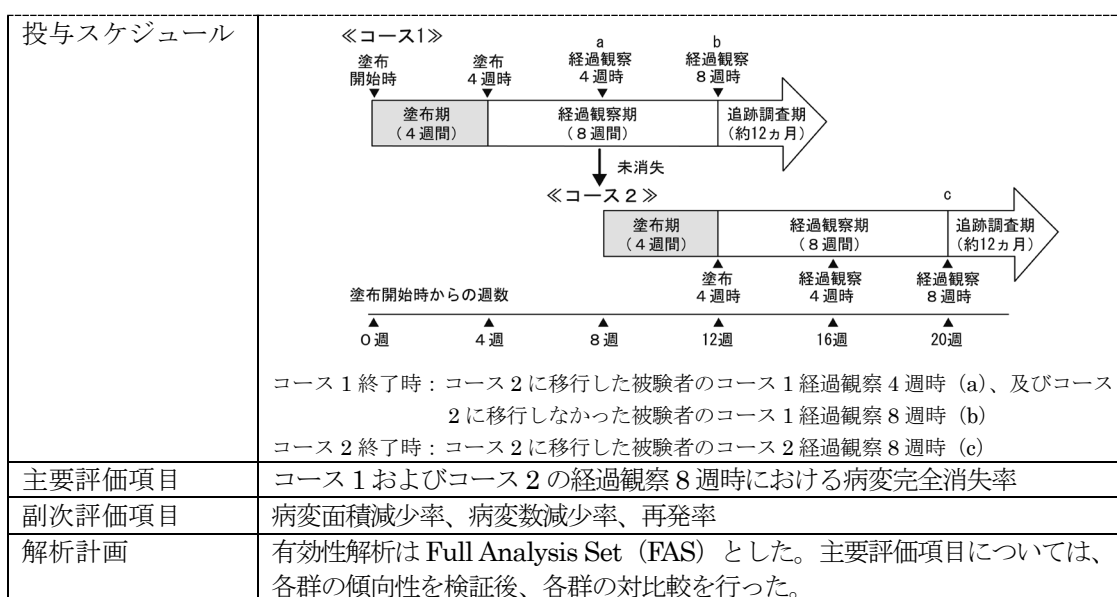 投与スケジュール
≪コース1≫
a
b
塗布
開始時
塗布
4週時
経過観察
4週時
経過観察
8週時
塗布期
（4週間）
経過観察期
（8週間）
追跡調査期
（約12ヵ月）
未消失
≪コース２≫
c
塗布期
（4週間）
経過観察期
（8週間）
追跡調査期
（約12ヵ月）
塗布
4週時
経過観察
4週時
経過観察
8週時
塗布開始時からの週数
0週
4週
8週
12週
16週
20週
コース 1 終了時：コース 2 に移行した被験者のコース 1 経過観察 4 週時（a）、及びコース
2 に移行しなかった被験者のコース 1 経過観察 8 週時（b）
コース 2 終了時：コース 2 に移行した被験者のコース 2 経過観察 8 週時（c）
主要評価項目
コース 1 およびコース 2 の経過観察 8 週時における病変完全消失率
副次評価項目
病変面積減少率、病変数減少率、再発率
解析計画
有効性解析は Full Analysis Set（FAS）とした。主要評価項目については、
各群の傾向性を検証後、各群の対比較を行った。